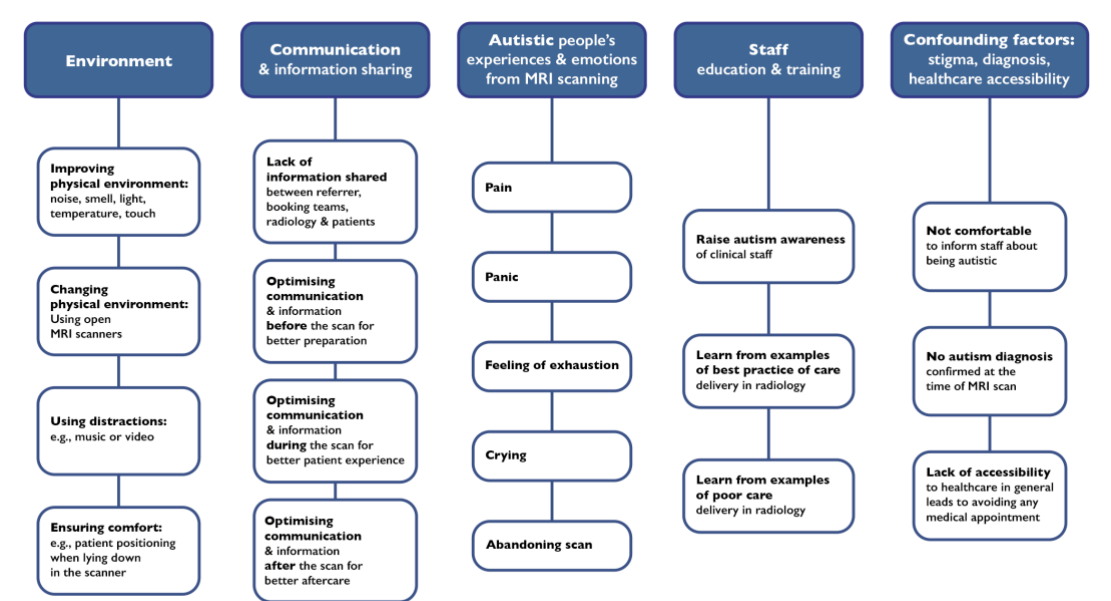 Environment
Improving
physical environment:
noise, smell, light,
temperature, touch
Changing
physical environment:
Using open
MRI scanners
Using distractions:
e.g., music or video
Ensuring comfort:
e.g., patient positioning
when lying down
in the scanner
Communication
& information sharing
Lack of
information shared
between referrer,
booking teams,
radiology & patients
Optimising
communication
& information
before the scan for
better preparation
Optimising
communication
& information
during the scan for
better patient experience
Optimising
communication
& information
after the scan for
better aftercare
Autistic people's
experiences & emotions
from MRI scanning
Pain
Panic
Feeling of exhaustion
Crying
Abandoning scan
Staff
education & training
Raise autism awareness
of clinical staff
Learn from examples
of best practice of care
delivery in radiology
Learn from examples
of poor care
delivery in radiology
Confounding factors:
stigma, diagnosis,
healthcare accessibility
Not comfortable
to inform staff about
being autistic
No autism diagnosis
confirmed at the
time of MRI scan
Lack of accessibility
to healthcare in general
leads to avoiding any
medical appointment